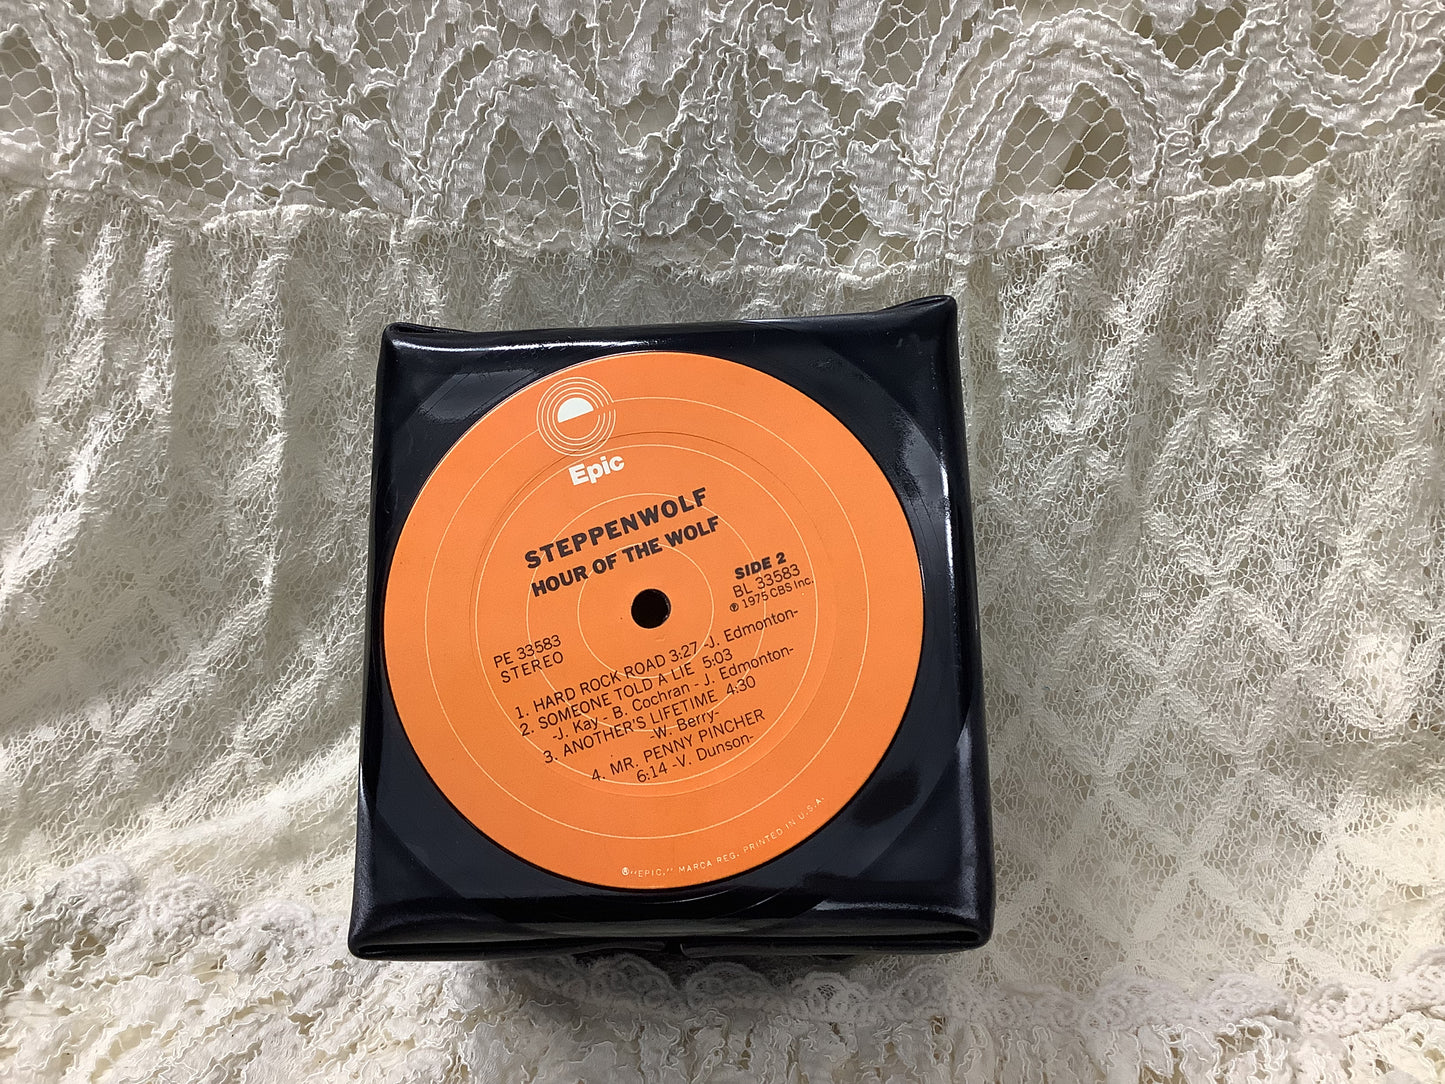 Epic
STEPPENWOLF
HOUR OF THE WOLF
SIDE 2
BL 33583
℗ 1975 CBS Inc.
PE 33583
STEREO
1. HARD ROCK ROAD 3:27 -J. Edmonton-
2. SOMEONE TOLD A LIE 5:03
-J. Kay - B. Cochran - J. Edmonton-
3. ANOTHER'S LIFETIME 4:30
-W. Berry-
4. MR. PENNY PINCHER
6:14 -V. Dunson-
®"EPIC," MARCA REG. PRINTED IN U.S.A.